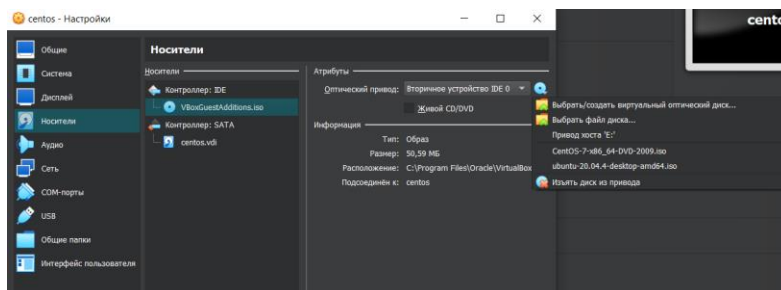 centos - Настройки
cento
Общие
Система
Дисплей
Носители
Аудио
Сеть
COM-порты
USB
Общие папки
Интерфейс пользователя
Носители
Носители
Контроллер: IDE
VBoxGuestAdditions.iso
Контроллер: SATA
centos.vdi
Атрибуты
Оптический привод: Вторичное устройство IDE 0
Живой CD/DVD
Информация
Тип: Образ
Размер: 50,59 МБ
Расположение: C:\Program Files\Oracle\VirtualBox
Подсоединён к: centos
Выбрать/создать виртуальный оптический диск...
Выбрать файл диска...
Привод хоста 'E:'
CentOS-7-x86_64-DVD-2009.iso
ubuntu-20.04.4-desktop-amd64.iso
Изъять диск из привода